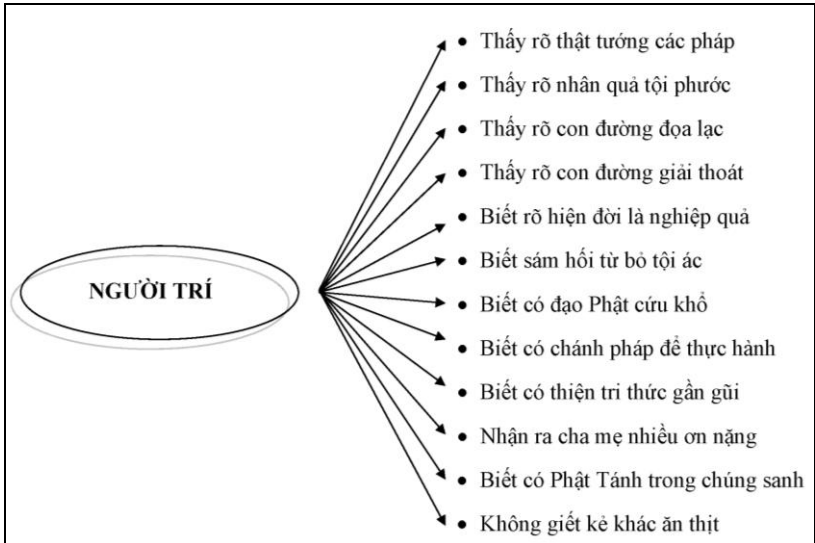 NGƯỜI TRÍ
• Thấy rõ thật tướng các pháp
• Thấy rõ nhân quả tội phước
• Thấy rõ con đường đọa lạc
• Thấy rõ con đường giải thoát
• Biết rõ hiện đời là nghiệp quả
• Biết sám hối từ bỏ tội ác
• Biết có đạo Phật cứu khổ
• Biết có chánh pháp để thực hành
• Biết có thiện tri thức gần gũi
• Nhận ra cha mẹ nhiều ơn nặng
• Biết có Phật Tánh trong chúng sanh
• Không giết kẻ khác ăn thịt